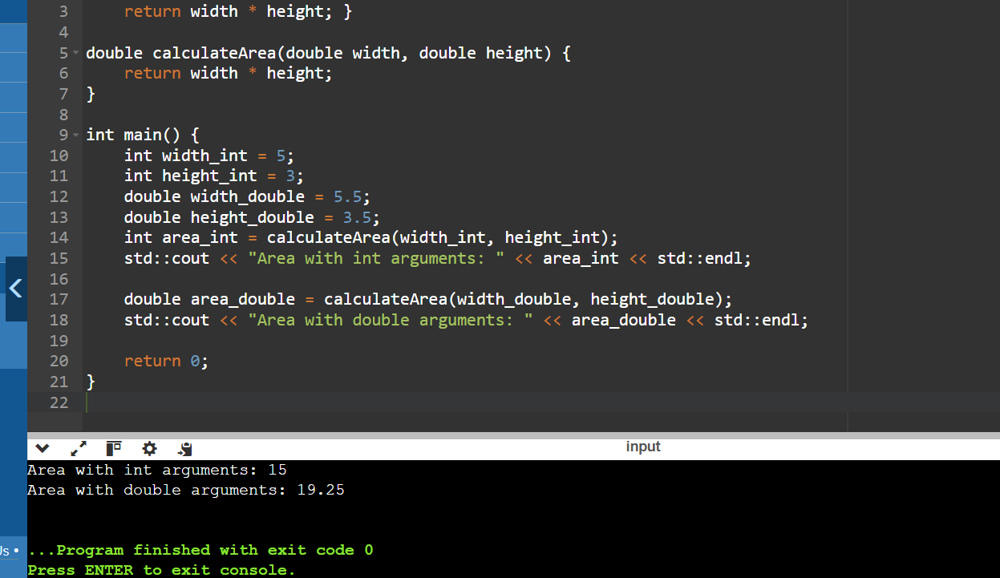 3     return width * height; }
4
5 double calculateArea(double width, double height) {
6     return width * height;
7 }
8
9 int main() {
10     int width_int = 5;
11     int height_int = 3;
12     double width_double = 5.5;
13     double height_double = 3.5;
14     int area_int = calculateArea(width_int, height_int);
15     std::cout << "Area with int arguments: " << area_int << std::endl;
16
17     double area_double = calculateArea(width_double, height_double);
18     std::cout << "Area with double arguments: " << area_double << std::endl;
19
20     return 0;
21 }
22
input
Area with int arguments: 15
Area with double arguments: 19.25
...Program finished with exit code 0
Press ENTER to exit console.